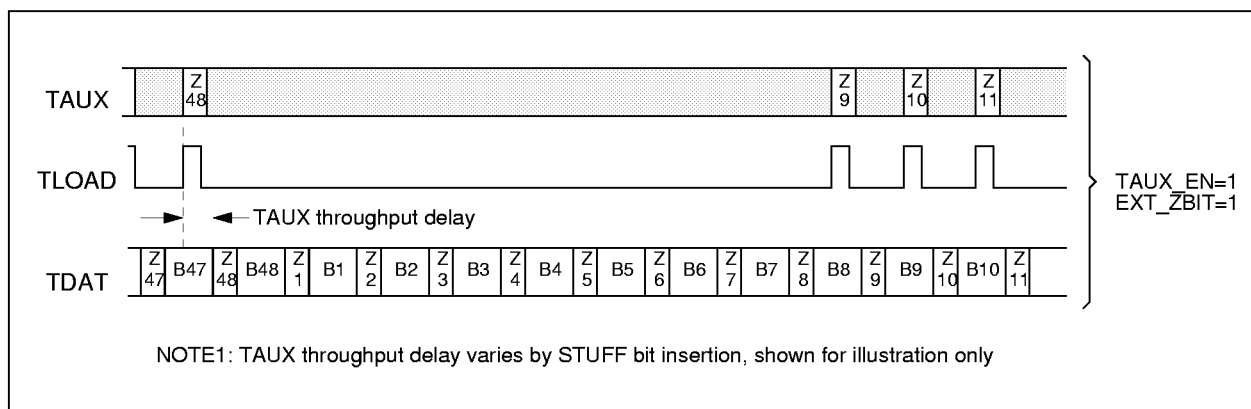 TAUX Z 48 Z 9 Z 10 Z 11
TLOAD
TAUX_EN=1
EXT_ZBIT=1
TAUX throughput delay
TDAT Z 47 B47 Z 48 B48 Z 1 B1 Z 2 B2 Z 3 B3 Z 4 B4 Z 5 B5 Z 6 B6 Z 7 B7 Z 8 B8 Z 9 B9 Z 10 B10 Z 11
NOTE1: TAUX throughput delay varies by STUFF bit insertion, shown for illustration only